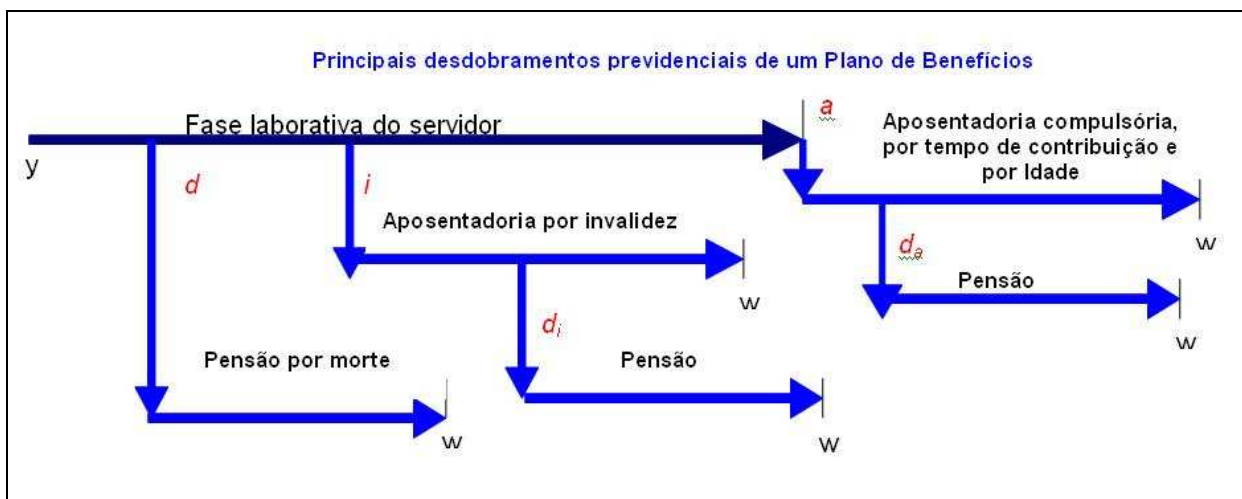 Principais desdobramentos previdenciais de um Plano de Benefícios
Fase laborativa do servidor
a
Aposentadoria compulsória,
por tempo de contribuição e
por Idade
y
d
i
Aposentadoria por invalidez
w
da
Pensão
w
w
di
Pensão por morte
Pensão
w
w